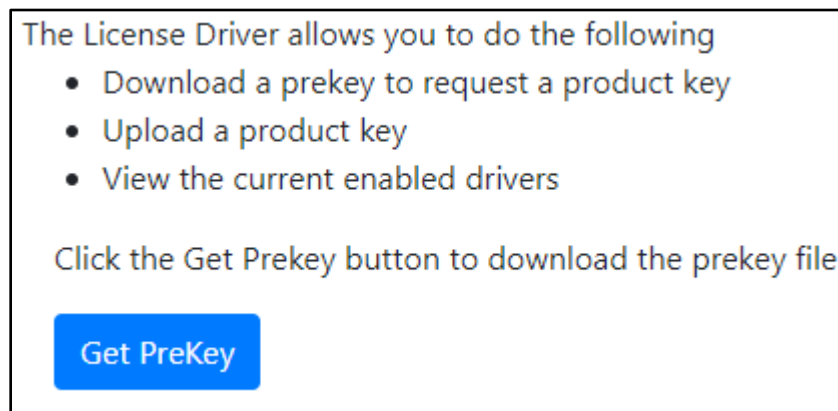 The License Driver allows you to do the following
• Download a prekey to request a product key
• Upload a product key
• View the current enabled drivers
Click the Get Prekey button to download the prekey file
Get PreKey